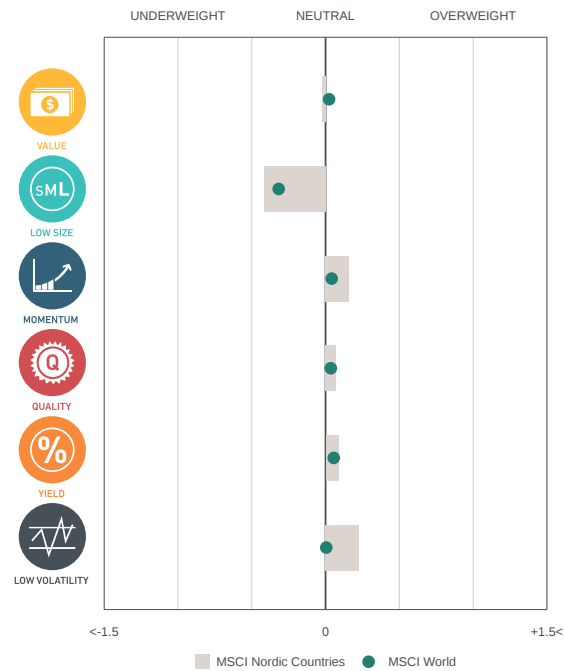 UNDERWEIGHT NEUTRAL OVERWEIGHT
$
VALUE
SML
LOW SIZE
MOMENTUM
Q
QUALITY
%
YIELD
LOW VOLATILITY
<-1.5 0 +1.5<
MSCI Nordic Countries MSCI World